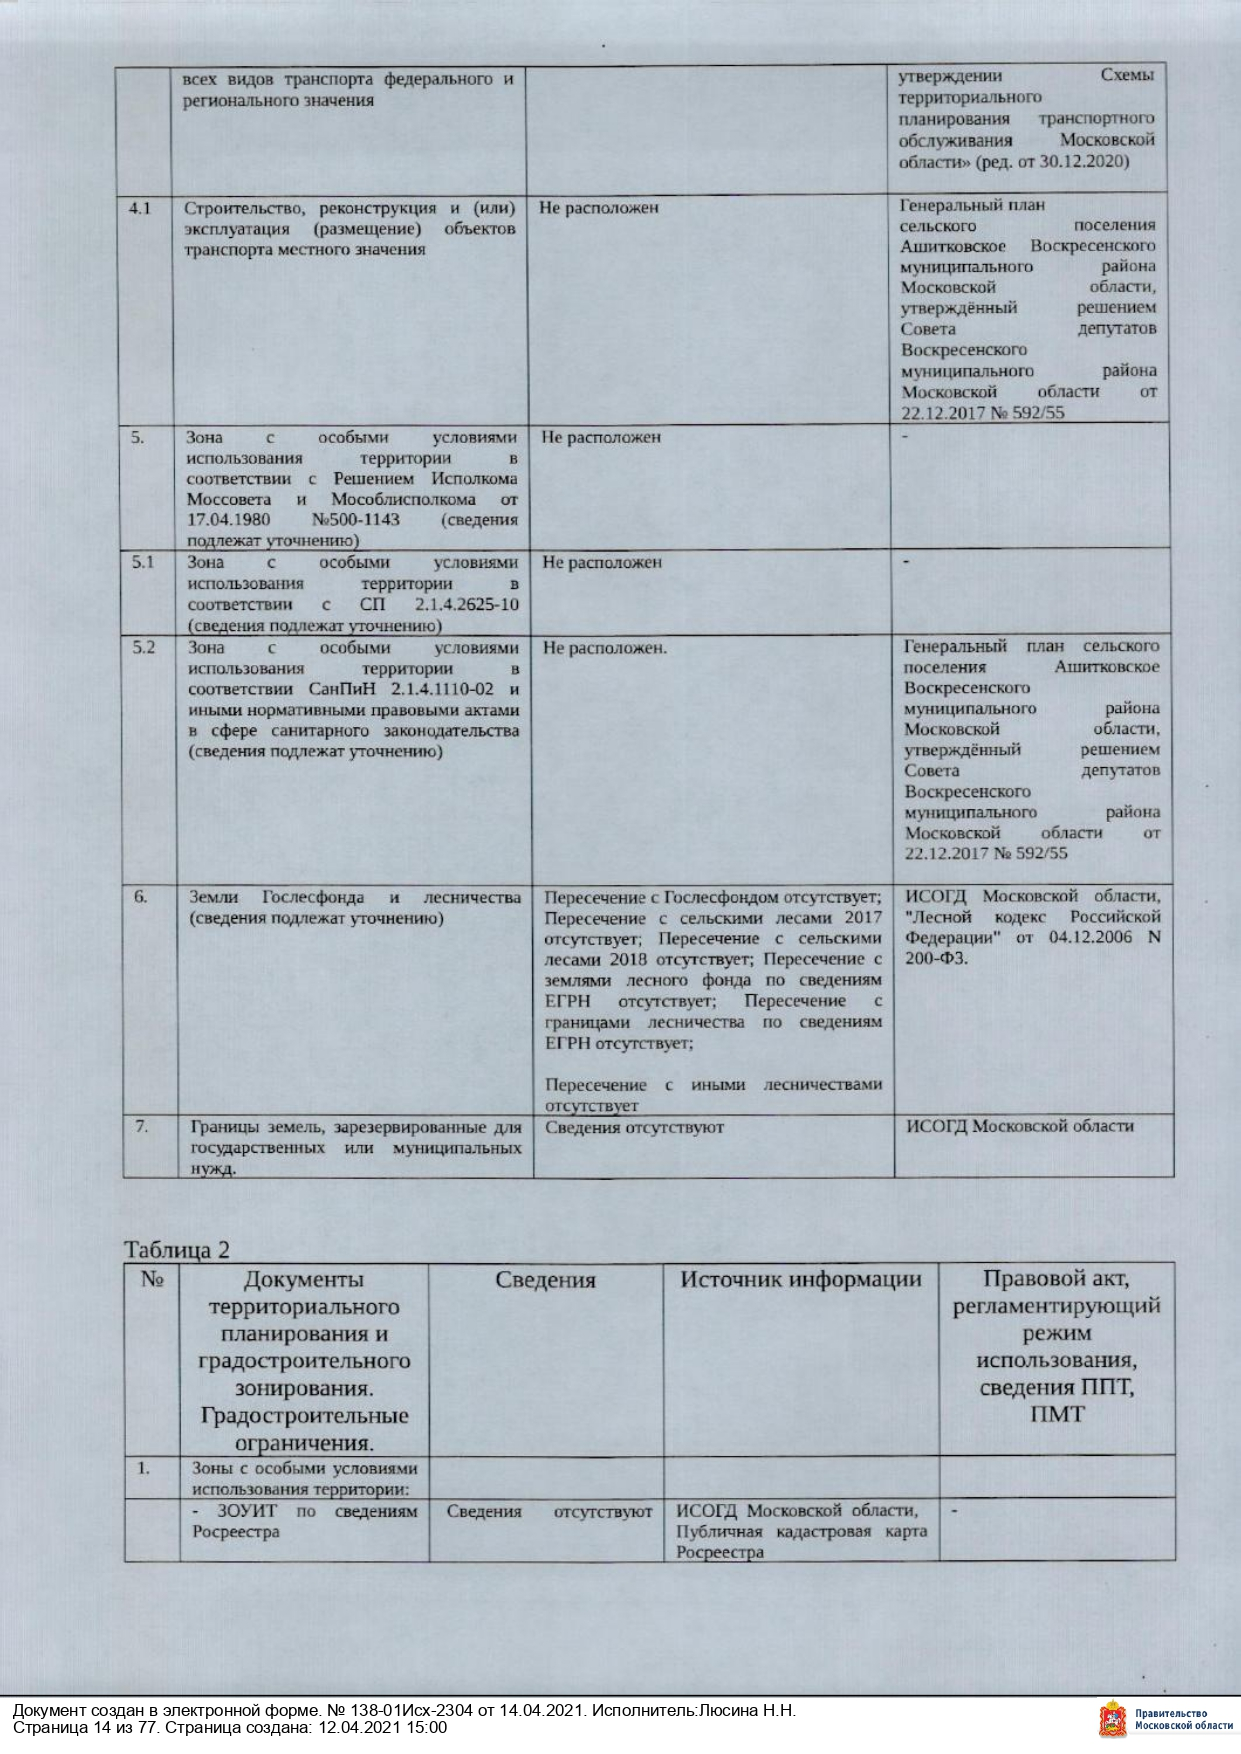 всех видов транспорта федерального и
регионального значения
утверждении Схемы
территориального
планирования транспортного
обслуживания Московской
области» (ред. от 30.12.2020)
4.1
Строительство, реконструкция и (или)
эксплуатация (размещение) объектов
транспорта местного значения
Не расположен
Генеральный план
сельского поселения
Ашитковское Воскресенского
муниципального района
Московской области,
утверждённый решением
Совета депутатов
Воскресенского
муниципального района
Московской области от
22.12.2017 № 592/55
5.
Зона с особыми условиями
использования территории в
соответствии с Решением Исполкома
Моссовета и Мособлисполкома от
17.04.1980 №500-1143 (сведения
подлежат уточнению)
Не расположен
-
5.1
Зона с особыми условиями
использования территории в
соответствии с СП 2.1.4.2625-10
(сведения подлежат уточнению)
Не расположен
-
5.2
Зона с особыми условиями
использования территории в
соответствии СанПиН 2.1.4.1110-02 и
иными нормативными правовыми актами
в сфере санитарного законодательства
(сведения подлежат уточнению)
Не расположен.
Генеральный план сельского
поселения Ашитковское
Воскресенского
муниципального района
Московской области,
утверждённый решением
Совета депутатов
Воскресенского
муниципального района
Московской области от
22.12.2017 № 592/55
6.
Земли Гослесфонда и лесничества
(сведения подлежат уточнению)
Пересечение с Гослесфондом отсутствует;
Пересечение с сельскими лесами 2017
отсутствует; Пересечение с сельскими
лесами 2018 отсутствует; Пересечение с
землями лесного фонда по сведениям
ЕГРН отсутствует; Пересечение с
границами лесничества по сведениям
ЕГРН отсутствует;
Пересечение с иными лесничествами
отсутствует
ИСОГД Московской области,
"Лесной кодекс Российской
Федерации" от 04.12.2006 N
200-ФЗ.
7.
Границы земель, зарезервированные для
государственных или муниципальных
нужд.
Сведения отсутствуют
ИСОГД Московской области
Таблица 2
№
Документы
территориального
планирования и
градостроительного
зонирования.
Градостроительные
ограничения.
Сведения
Источник информации
Правовой акт,
регламентирующий
режим
использования,
сведения ППТ,
ПМТ
1.
Зоны с особыми условиями
использования территории:
- ЗОУИТ по сведениям
Росреестра
Сведения отсутствуют
ИСОГД Московской области,
Публичная кадастровая карта
Росреестра
-
Документ создан в электронной форме. № 138-01Исх-2304 от 14.04.2021. Исполнитель:Люсина Н.Н.
Страница 14 из 77. Страница создана: 12.04.2021 15:00
Правительство
Московской области